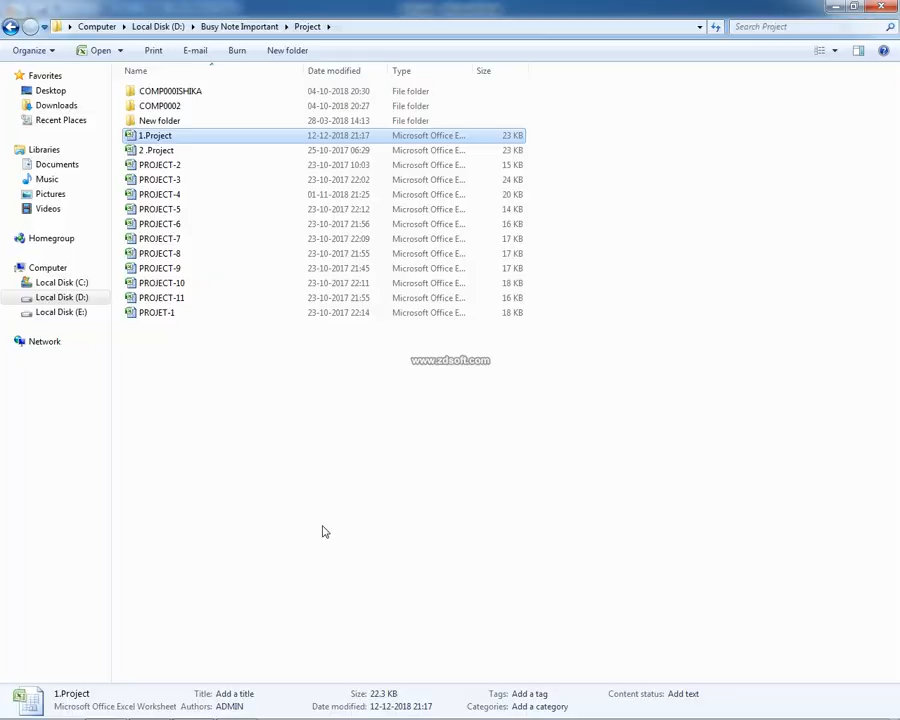 Computer Local Disk (D:) Busy Note Important Project Search Project
Organize Open Print E-mail Burn New folder
Favorites
Desktop
Downloads
Recent Places
Libraries
Documents
Music
Pictures
Videos
Homegroup
Computer
Local Disk (C:)
Local Disk (D:)
Local Disk (E:)
Network
Name Date modified Type Size
COMP000ISHIKA 04-10-2018 20:30 File folder
COMP0002 04-10-2018 20:27 File folder
New folder 28-03-2018 14:13 File folder
1.Project 12-12-2018 21:17 Microsoft Office E... 23 KB
2 .Project 25-10-2017 06:29 Microsoft Office E... 23 KB
PROJECT-2 23-10-2017 10:03 Microsoft Office E... 15 KB
PROJECT-3 23-10-2017 22:02 Microsoft Office E... 24 KB
PROJECT-4 01-11-2018 21:25 Microsoft Office E... 20 KB
PROJECT-5 23-10-2017 22:12 Microsoft Office E... 14 KB
PROJECT-6 23-10-2017 21:56 Microsoft Office E... 16 KB
PROJECT-7 23-10-2017 22:09 Microsoft Office E... 17 KB
PROJECT-8 23-10-2017 21:55 Microsoft Office E... 17 KB
PROJECT-9 23-10-2017 21:45 Microsoft Office E... 17 KB
PROJECT-10 23-10-2017 22:11 Microsoft Office E... 18 KB
PROJECT-11 23-10-2017 21:55 Microsoft Office E... 16 KB
PROJET-1 23-10-2017 22:14 Microsoft Office E... 18 KB
www.zdsoft.com
1.Project Title: Add a title Size: 22.3 KB Tags: Add a tag Content status: Add text
Microsoft Office Excel Worksheet Authors: ADMIN Date modified: 12-12-2018 21:17 Categories: Add a category